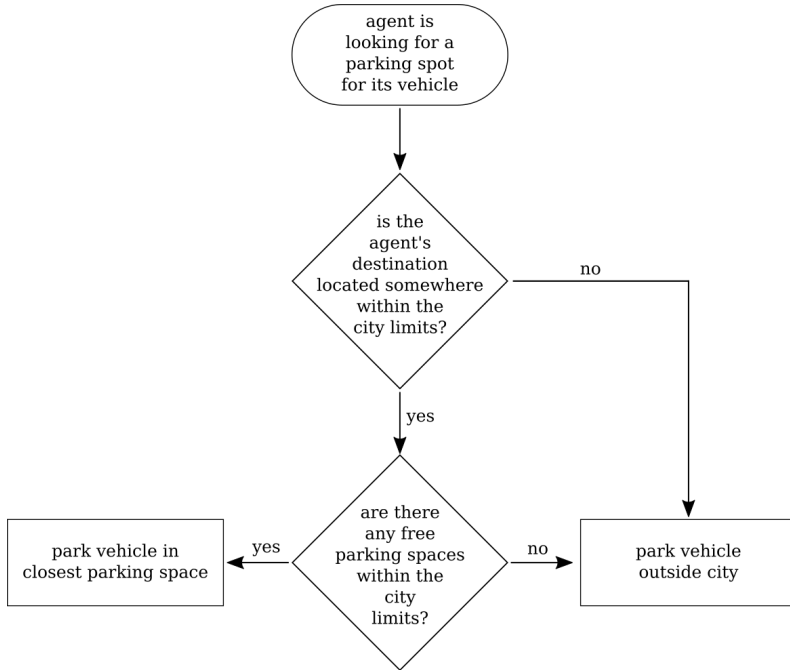 agent is
looking for a
parking spot
for its vehicle
is the
agent's
destination
located somewhere
within the
city limits?
no
yes
are there
any free
parking spaces
within the
city
limits?
yes
no
park vehicle in
closest parking space
park vehicle
outside city